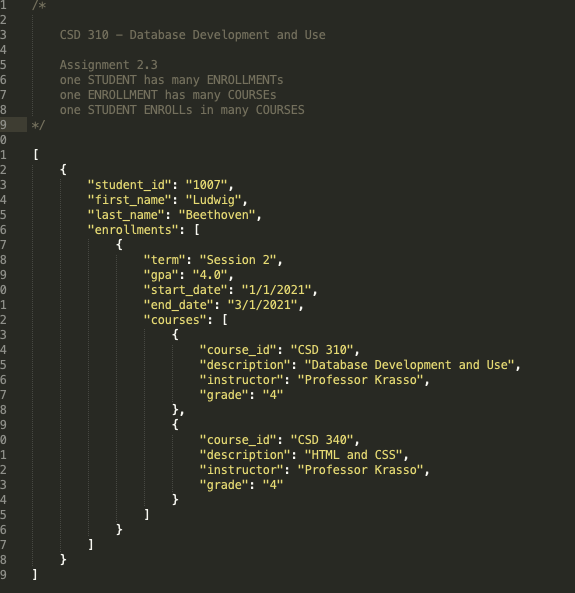 1 /*
2
3 CSD 310 – Database Development and Use
4
5 Assignment 2.3
6 one STUDENT has many ENROLLMENTs
7 one ENROLLMENT has many COURSEs
8 one STUDENT ENROLLs in many COURSES
9 */
0
1 [
2 {
3 "student_id": "1007",
4 "first_name": "Ludwig",
5 "last_name": "Beethoven",
6 "enrollments": [
7 {
8 "term": "Session 2",
9 "gpa": "4.0",
0 "start_date": "1/1/2021",
1 "end_date": "3/1/2021",
2 "courses": [
3 {
4 "course_id": "CSD 310",
5 "description": "Database Development and Use",
6 "instructor": "Professor Krasso",
7 "grade": "4"
8 },
9 {
0 "course_id": "CSD 340",
1 "description": "HTML and CSS",
2 "instructor": "Professor Krasso",
3 "grade": "4"
4 }
5 ]
6 }
7 ]
8 }
9 ]